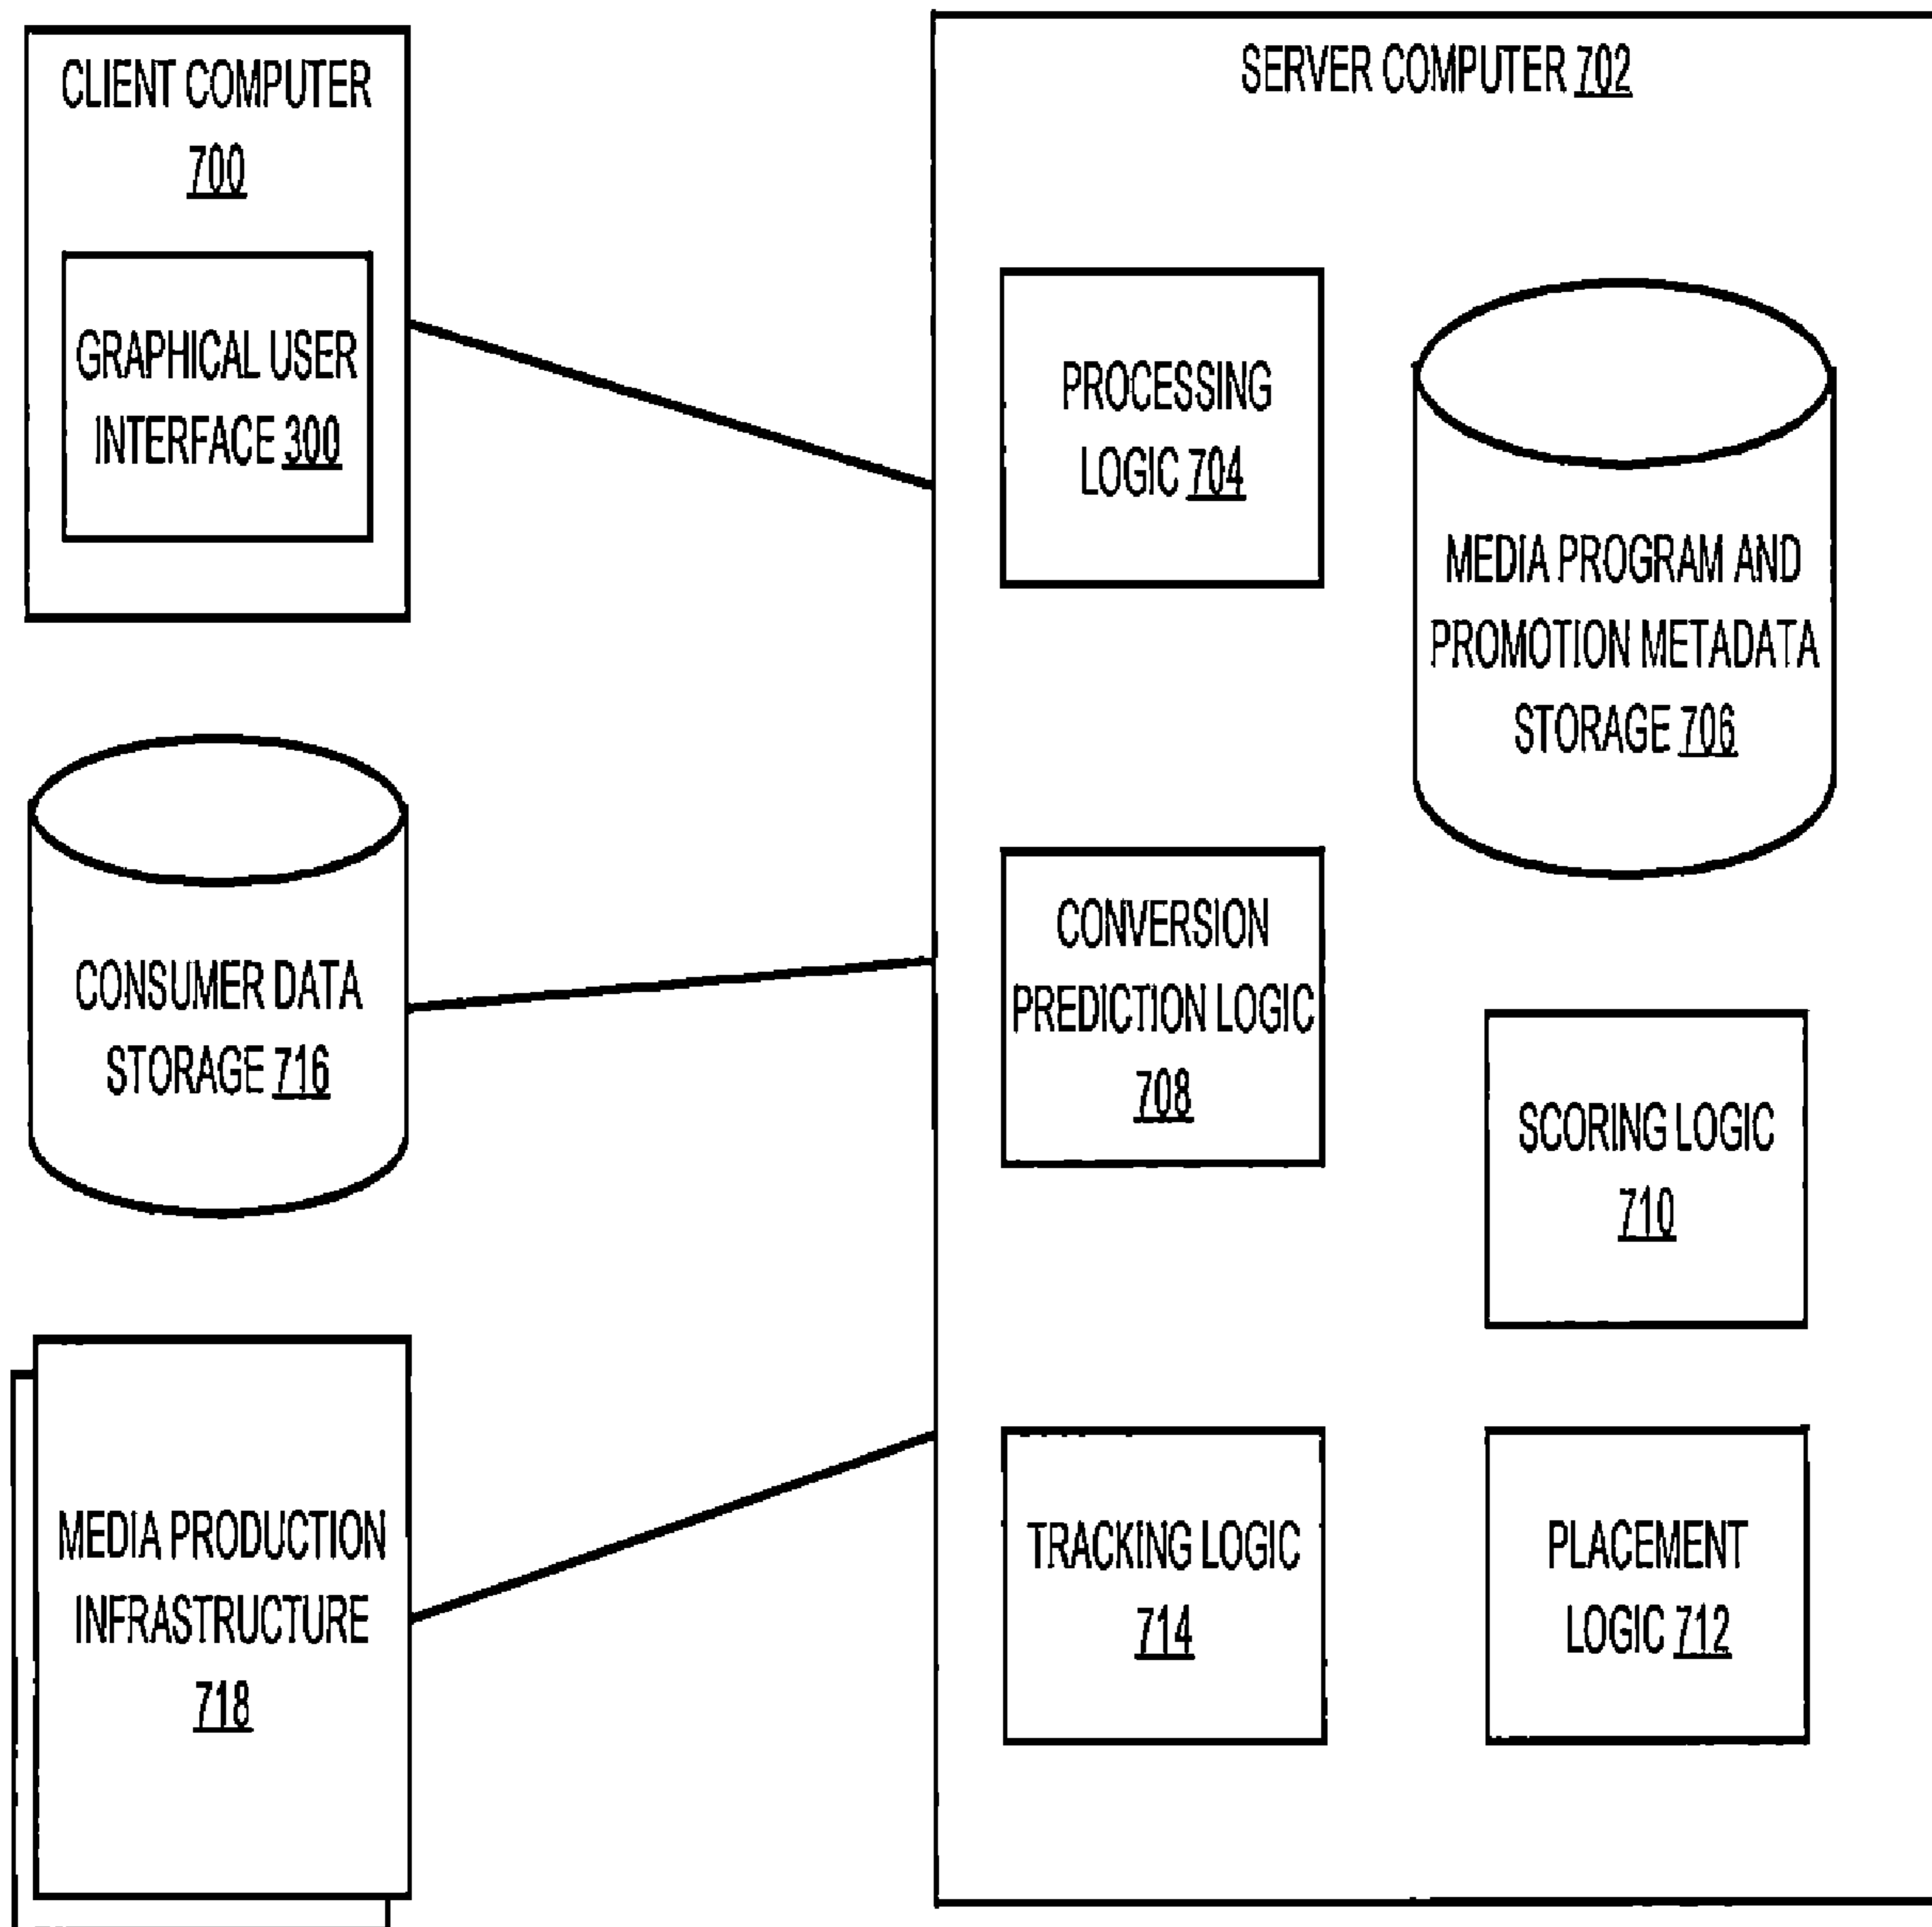 CLIENT COMPUTER
700
GRAPHICAL USER
INTERFACE 300
CONSUMER DATA
STORAGE 716
MEDIA PRODUCTION
INFRASTRUCTURE
718
SERVER COMPUTER 702
PROCESSING
LOGIC 704
MEDIA PROGRAM AND
PROMOTION METADATA
STORAGE 706
CONVERSION
PREDICTION LOGIC
708
SCORING LOGIC
710
TRACKING LOGIC
714
PLACEMENT
LOGIC 712